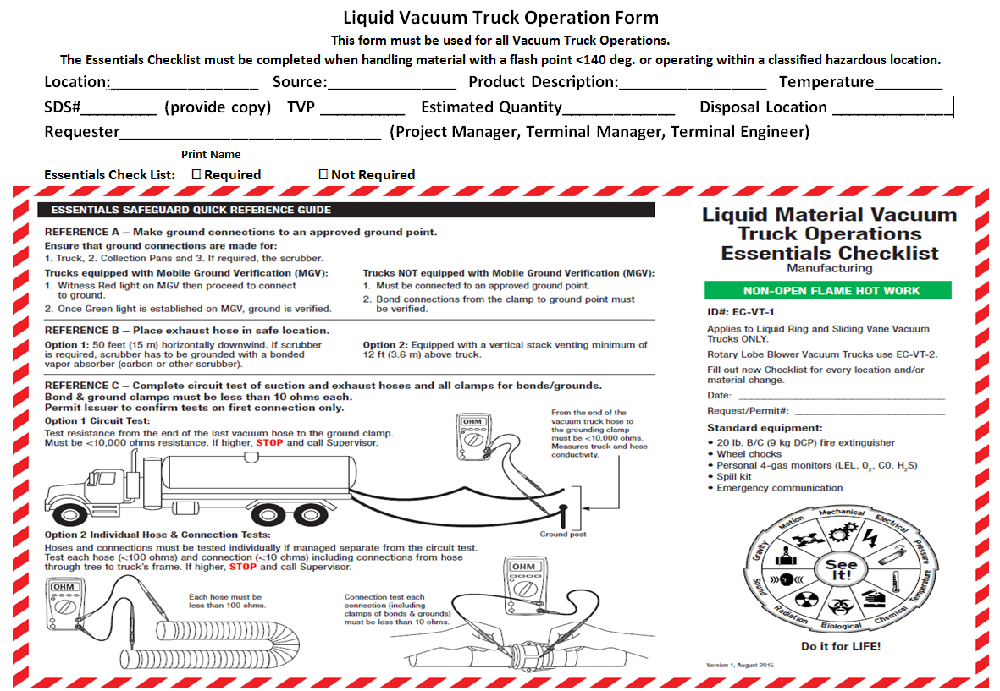 Liquid Vacuum Truck Operation Form
This form must be used for all Vacuum Truck Operations.
The Essentials Checklist must be completed when handling material with a flash point <140 deg. or operating within a classified hazardous location.
Location:_________________ Source:_______________ Product Description:_________________ Temperature________
SDS#_________ (provide copy) TVP __________ Estimated Quantity_____________ Disposal Location ______________
Requester_______________________________ (Project Manager, Terminal Manager, Terminal Engineer)
Print Name
Essentials Check List: ☐ Required ☐ Not Required
ESSENTIALS SAFEGUARD QUICK REFERENCE GUIDE
REFERENCE A – Make ground connections to an approved ground point.
Ensure that ground connections are made for:
1. Truck, 2. Collection Pans and 3. If required, the scrubber.
Trucks equipped with Mobile Ground Verification (MGV):
1. Witness Red light on MGV then proceed to connect
to ground.
2. Once Green light is established on MGV, ground is verified.
Trucks NOT equipped with Mobile Ground Verification (MGV):
1. Must be connected to an approved ground point.
2. Bond connections from the clamp to ground point must
be verified.
REFERENCE B – Place exhaust hose in safe location.
Option 1: 50 feet (15 m) horizontally downwind. If scrubber
is required, scrubber has to be grounded with a bonded
vapor absorber (carbon or other scrubber).
Option 2: Equipped with a vertical stack venting minimum of
12 ft (3.6 m) above truck.
REFERENCE C – Complete circuit test of suction and exhaust hoses and all clamps for bonds/grounds.
Bond & ground clamps must be less than 10 ohms each.
Permit Issuer to confirm tests on first connection only.
Option 1 Circuit Test:
Test resistance from the end of the last vacuum hose to the ground clamp.
Must be <10,000 ohms resistance. If higher, STOP and call Supervisor.
OHM
From the end of the
vacuum truck hose to
the grounding clamp
must be <10,000 ohms.
Measures truck and hose
conductivity.
Ground post
Option 2 Individual Hose & Connection Tests:
Hoses and connections must be tested individually if managed separate from the circuit test.
Test each hose (<100 ohms) and connection (<10 ohms) including connections from hose
through tree to truck's frame. If higher, STOP and call Supervisor.
OHM
Each hose must be
less than 100 ohms.
Connection test each
connection (including
clamps of bonds & grounds)
must be less than 10 ohms.
OHM
Liquid Material Vacuum
Truck Operations
Essentials Checklist
Manufacturing
NON-OPEN FLAME HOT WORK
ID#: EC-VT-1
Applies to Liquid Ring and Sliding Vane Vacuum
Trucks ONLY.
Rotary Lobe Blower Vacuum Trucks use EC-VT-2.
Fill out new Checklist for every location and/or
material change.
Date: ____________________
Request/Permit#: ____________________
Standard equipment:
• 20 lb. B/C (9 kg DCP) fire extinguisher
• Wheel chocks
• Personal 4-gas monitors (LEL, 0₂, C0, H₂S)
• Spill kit
• Emergency communication
Mechanical
Electrical
Pressure
Temperature
Chemical
Biological
Radiation
Sound
Gravity
Motion
See
It!
Do it for LIFE!
Version 1, August 2015